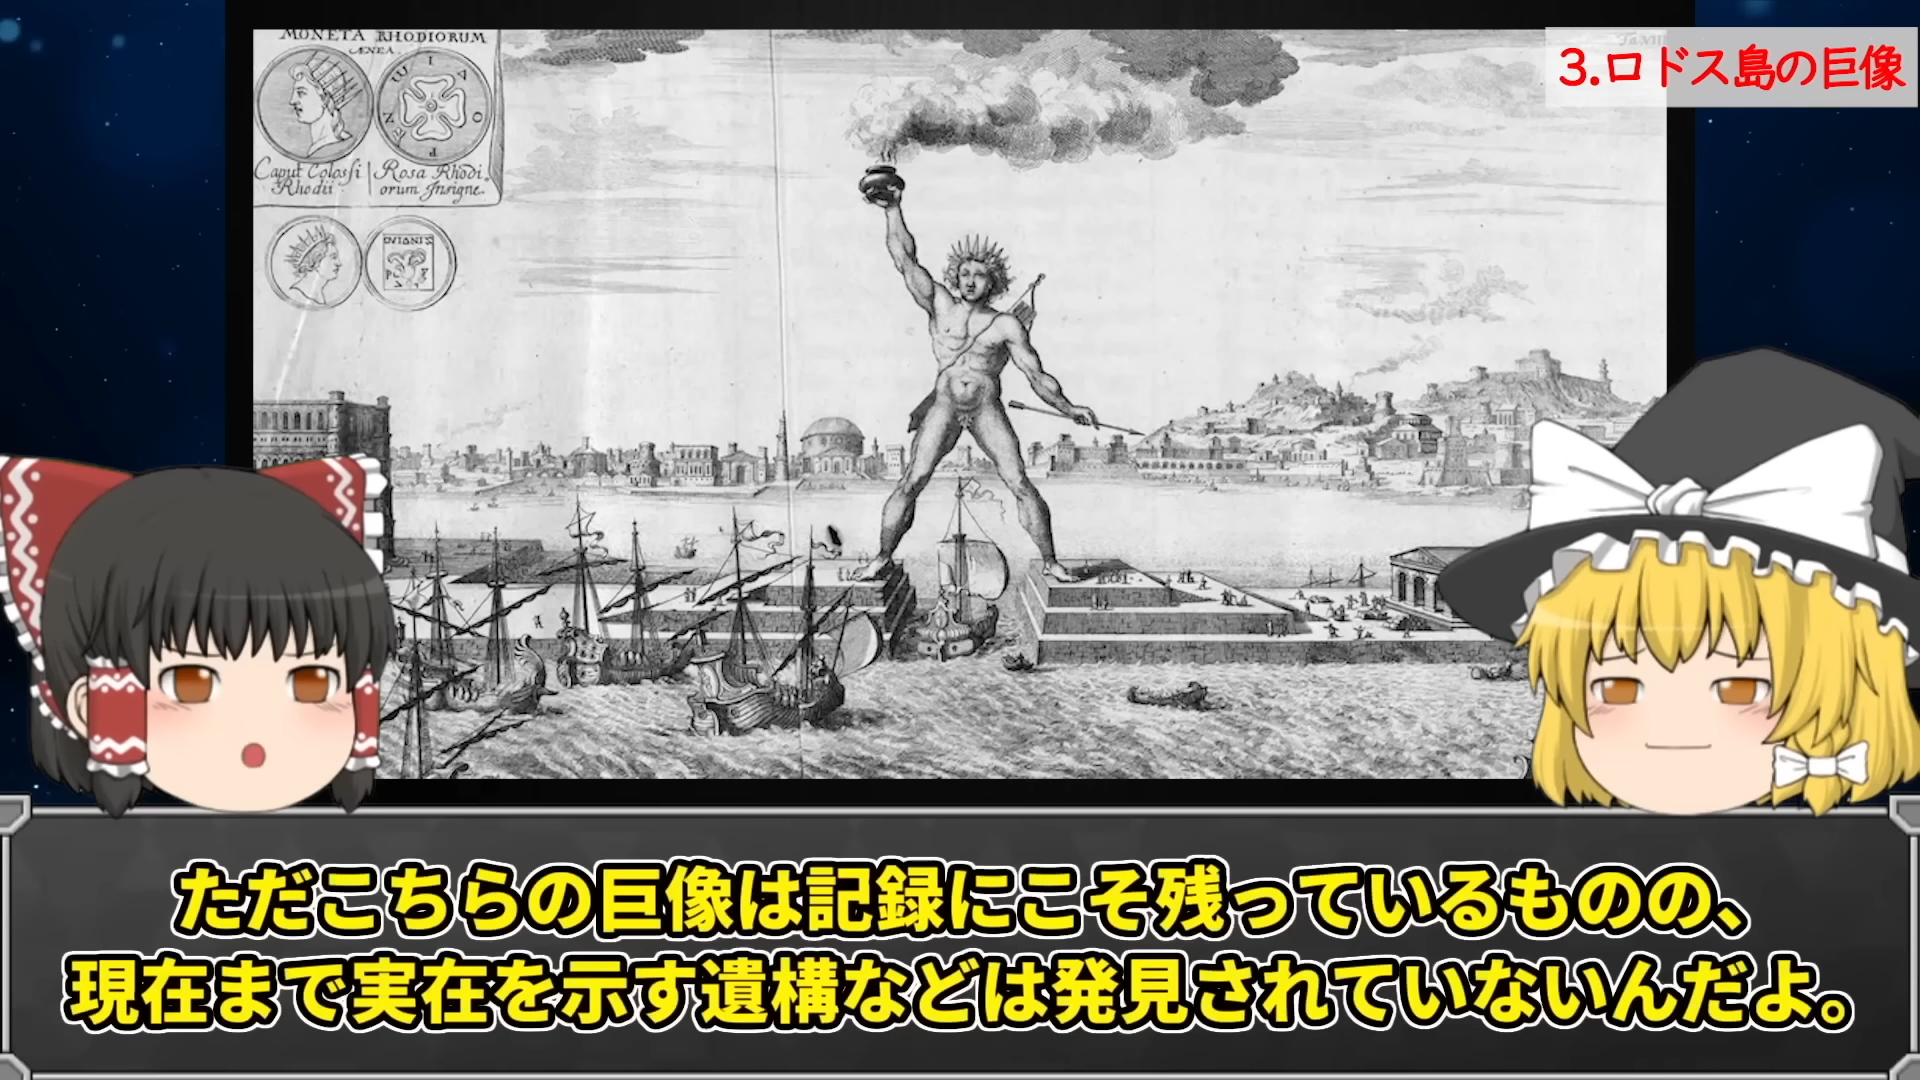 MONETA RHODIORUM
ÆNEA.
Caput Colossi
Rhodii
Rosa Rhodi
orum Insigne.
3.ロドス島の巨像
ただこちらの巨像は記録にこそ残っているものの、
現在まで実在を示す遺構などは発見されていないんだよ。